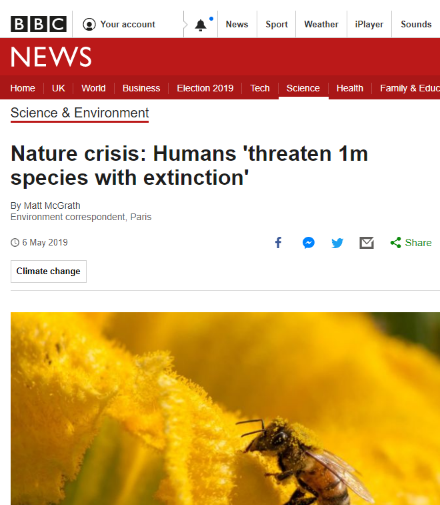 BBC Your account News Sport Weather iPlayer Sounds
NEWS
Home UK World Business Election 2019 Tech Science Health Family & Educ
Science & Environment
Nature crisis: Humans 'threaten 1m
species with extinction'
By Matt McGrath
Environment correspondent, Paris
6 May 2019 Share
Climate change